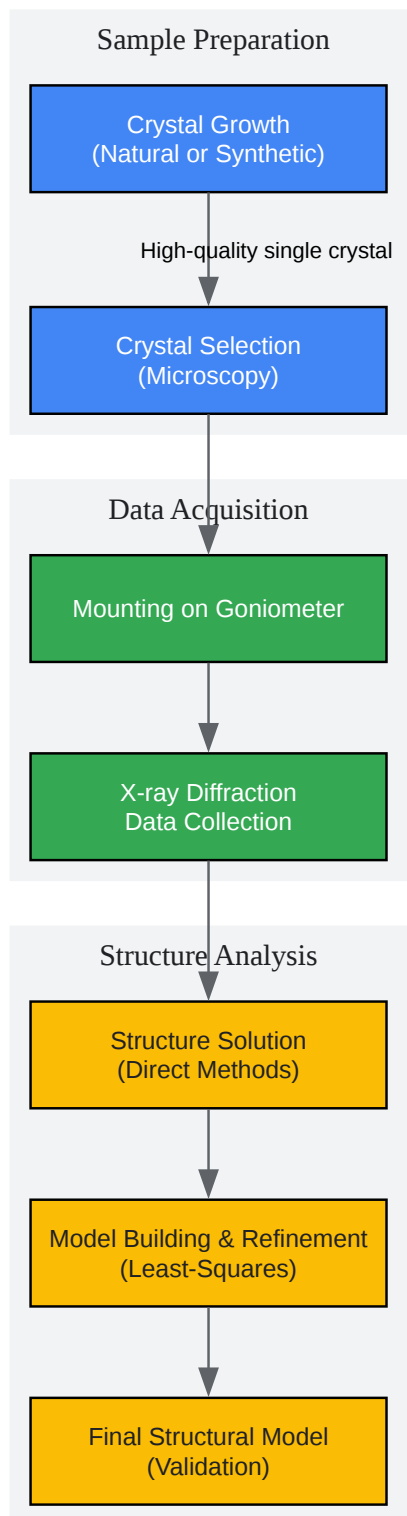 Sample Preparation
Crystal Growth
(Natural or Synthetic)
High-quality single crystal
Crystal Selection
(Microscopy)
Data Acquisition
Mounting on Goniometer
X-ray Diffraction
Data Collection
Structure Analysis
Structure Solution
(Direct Methods)
Model Building & Refinement
(Least-Squares)
Final Structural Model
(Validation)